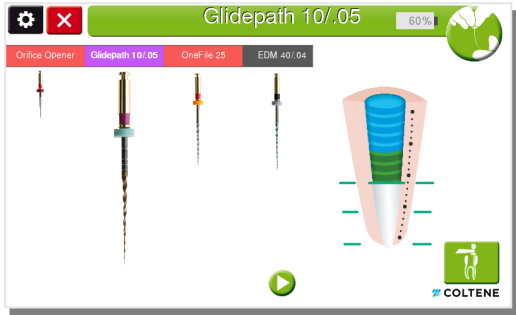 Glidepath 10/.05
60%
Orifice Opener
Glidepath 10/.05
OneFile 25
EDM 40/.04
COLTENE